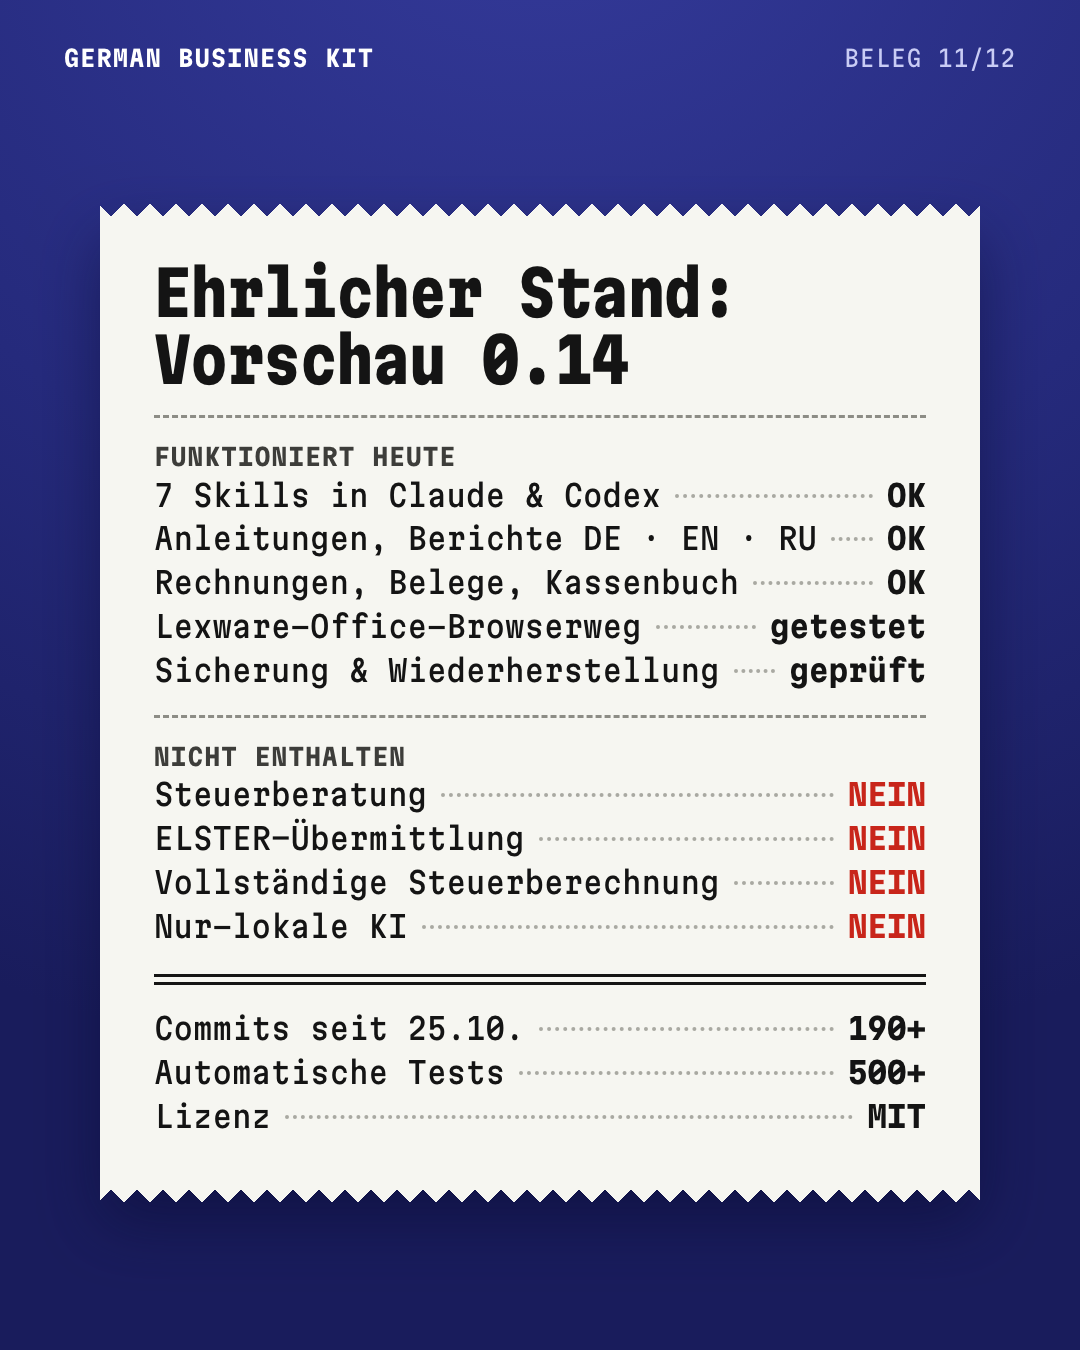 GERMAN BUSINESS KIT
BELEG 11/12
Ehrlicher Stand:
Vorschau 0.14
FUNKTIONIERT HEUTE
7 Skills in Claude & Codex OK
Anleitungen, Berichte DE · EN · RU OK
Rechnungen, Belege, Kassenbuch OK
Lexware-Office-Browserweg getestet
Sicherung & Wiederherstellung geprüft
NICHT ENTHALTEN
Steuerberatung NEIN
ELSTER-Übermittlung NEIN
Vollständige Steuerberechnung NEIN
Nur-lokale KI NEIN
Commits seit 25.10. 190+
Automatische Tests 500+
Lizenz MIT